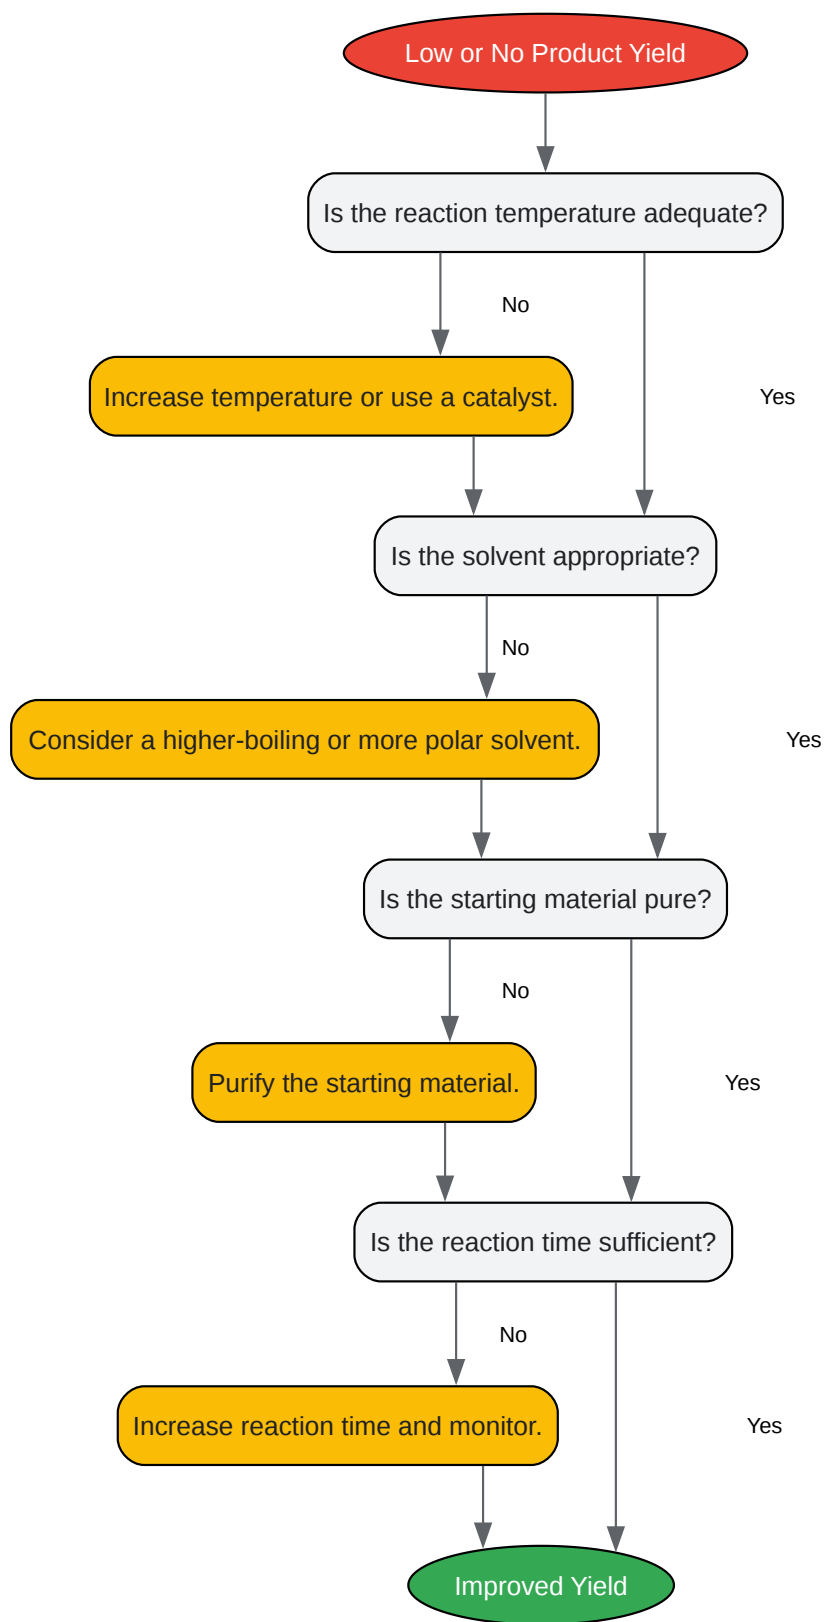 Low or No Product Yield
Is the reaction temperature adequate?
No
Increase temperature or use a catalyst.
Yes
Is the solvent appropriate?
No
Consider a higher-boiling or more polar solvent.
Yes
Is the starting material pure?
No
Purify the starting material.
Yes
Is the reaction time sufficient?
No
Increase reaction time and monitor.
Yes
Improved Yield